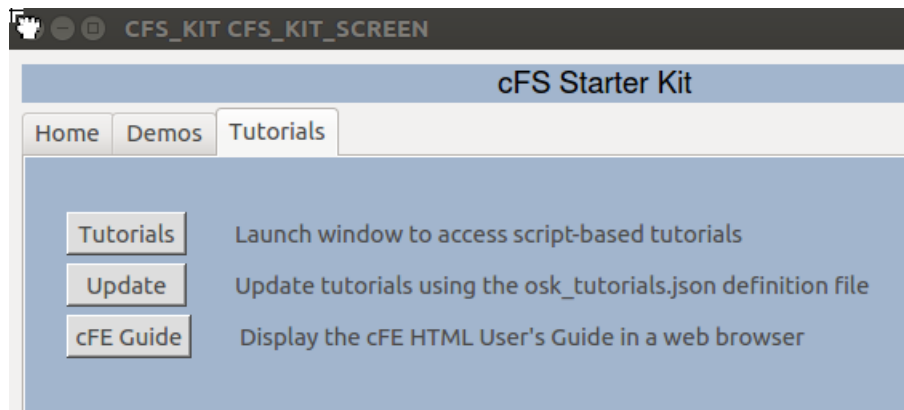 CFS_KIT CFS_KIT_SCREEN
cFS Starter Kit
Home Demos Tutorials
Tutorials Launch window to access script-based tutorials
Update Update tutorials using the osk_tutorials.json definition file
cFE Guide Display the cFE HTML User's Guide in a web browser